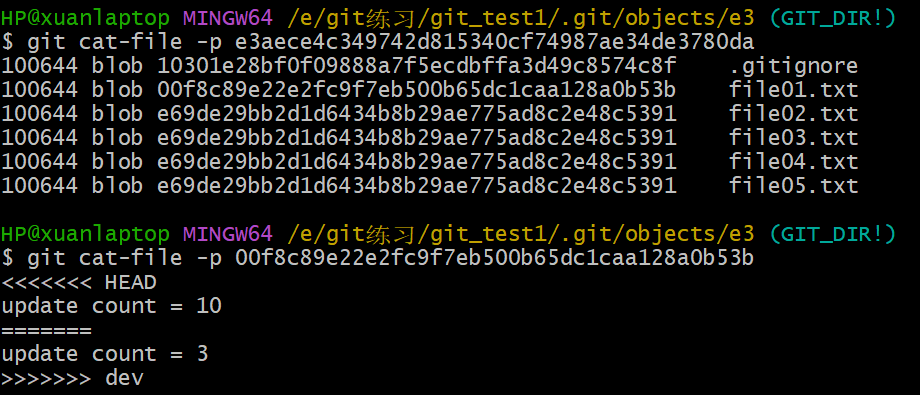 HP@xuanlaptop MINGW64 /e/git练习/git_test1/.git/objects/e3 (GIT_DIR!)
$ git cat-file -p e3aece4c349742d815340cf74987ae34de3780da
100644 blob 10301e28bf0f09888a7f5ecdbffa3d49c8574c8f    .gitignore
100644 blob 00f8c89e22e2fc9f7eb500b65dc1caa128a0b53b    file01.txt
100644 blob e69de29bb2d1d6434b8b29ae775ad8c2e48c5391    file02.txt
100644 blob e69de29bb2d1d6434b8b29ae775ad8c2e48c5391    file03.txt
100644 blob e69de29bb2d1d6434b8b29ae775ad8c2e48c5391    file04.txt
100644 blob e69de29bb2d1d6434b8b29ae775ad8c2e48c5391    file05.txt
HP@xuanlaptop MINGW64 /e/git练习/git_test1/.git/objects/e3 (GIT_DIR!)
$ git cat-file -p 00f8c89e22e2fc9f7eb500b65dc1caa128a0b53b
<<<<<<< HEAD
update count = 10
=======
update count = 3
>>>>>>> dev